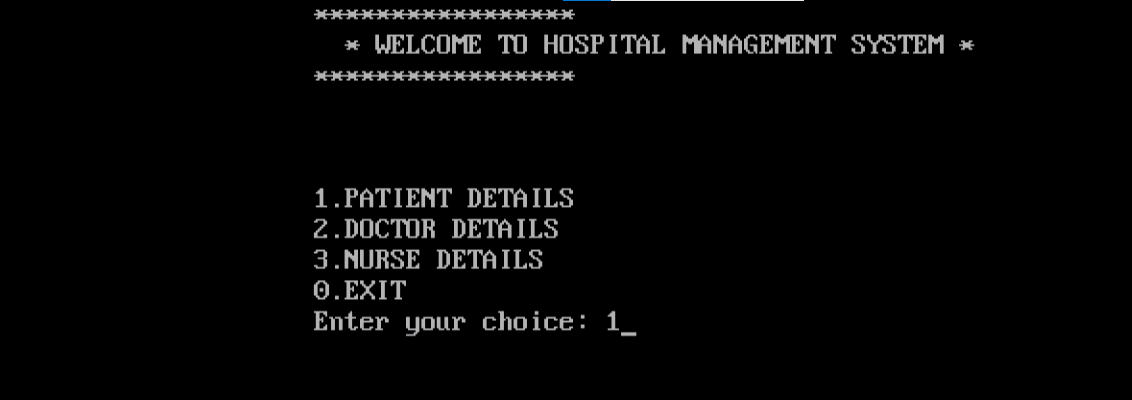 *****************
* WELCOME TO HOSPITAL MANAGEMENT SYSTEM *
*****************
1.PATIENT DETAILS
2.DOCTOR DETAILS
3.NURSE DETAILS
0.EXIT
Enter your choice: 1_